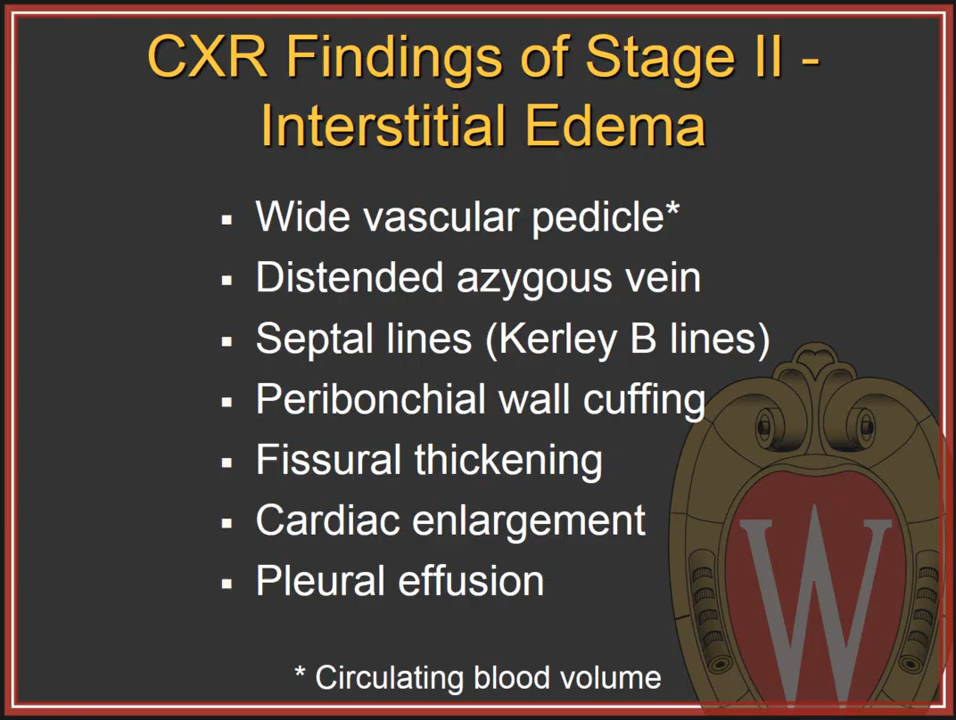 CXR Findings of Stage II -
Interstitial Edema
▪ Wide vascular pedicle*
▪ Distended azygous vein
▪ Septal lines (Kerley B lines)
▪ Peribonchial wall cuffing
▪ Fissural thickening
▪ Cardiac enlargement
▪ Pleural effusion
* Circulating blood volume
W